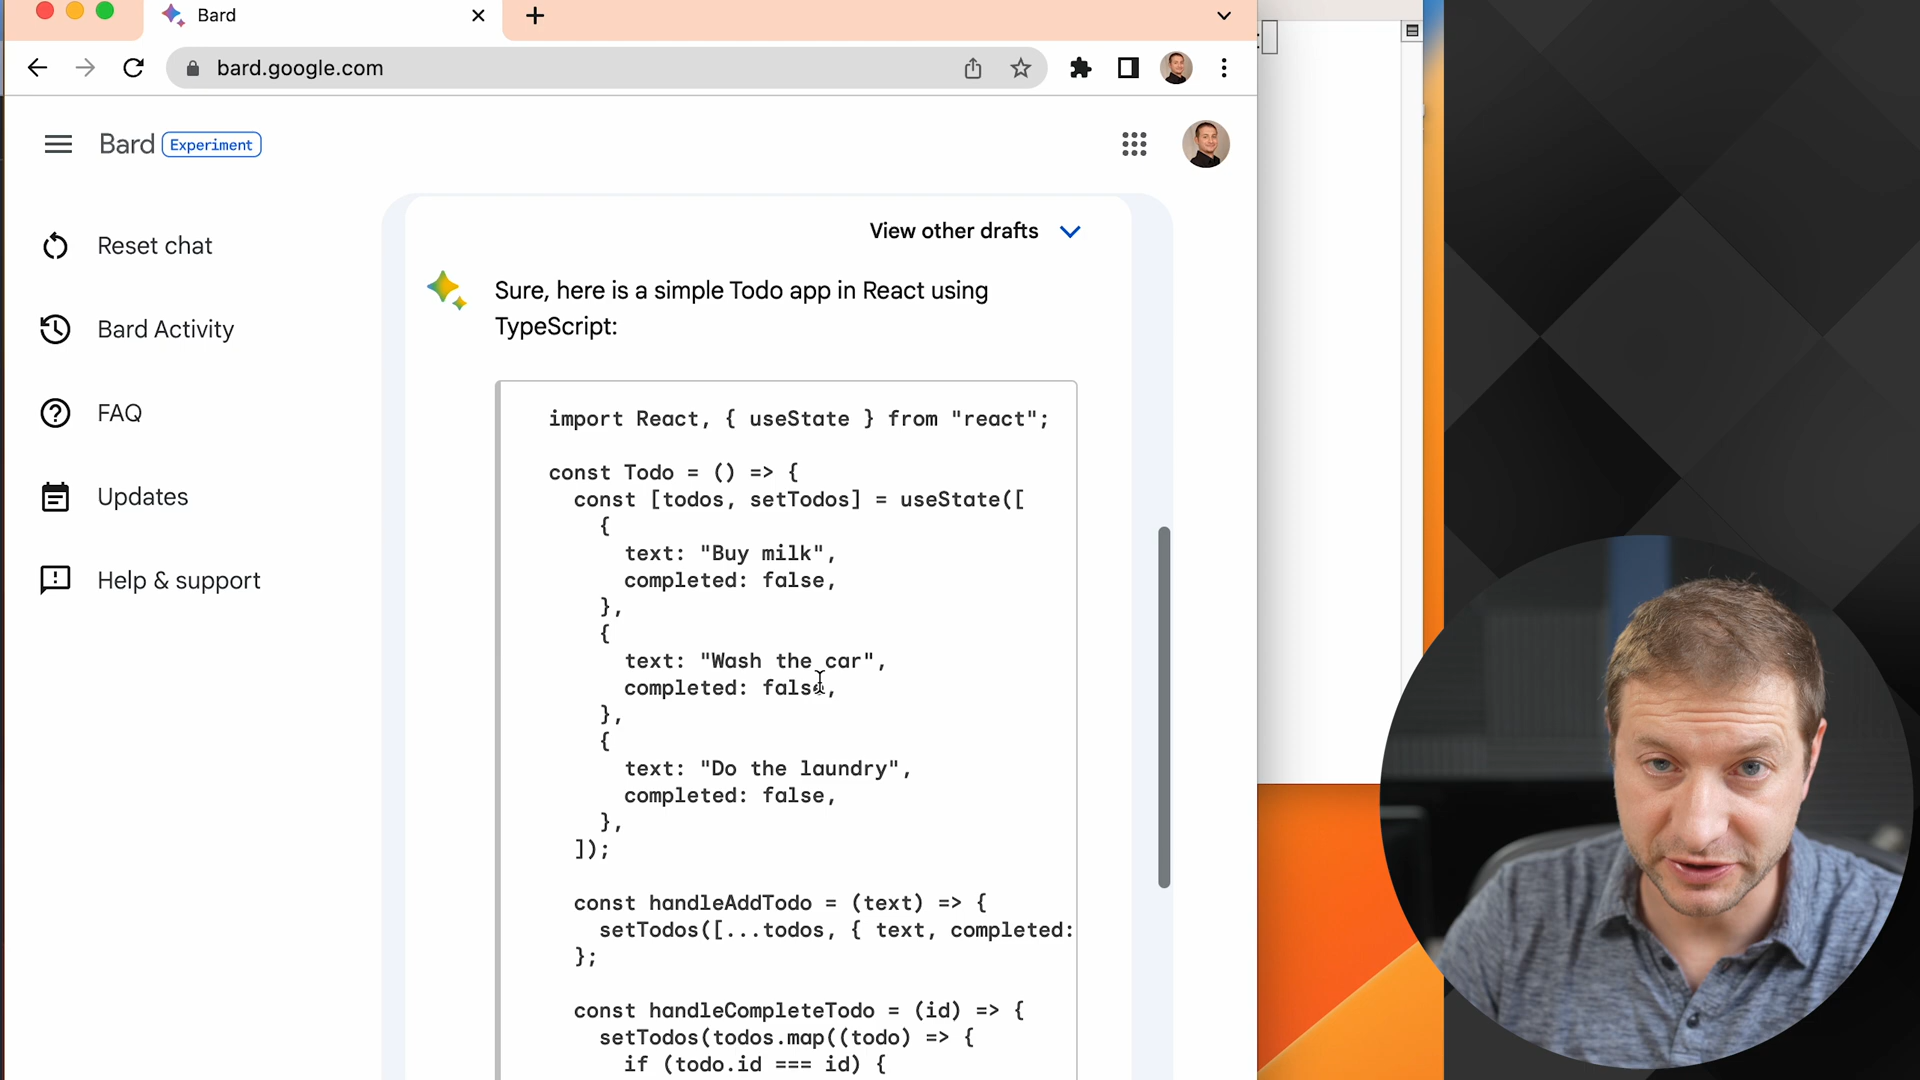 Bard
bard.google.com
Bard Experiment
Reset chat
Bard Activity
FAQ
Updates
Help & support
View other drafts
Sure, here is a simple Todo app in React using
TypeScript:
import React, { useState } from "react";
const Todo = () => {
const [todos, setTodos] = useState([
{
text: "Buy milk",
completed: false,
},
{
text: "Wash the car",
completed: false,
},
{
text: "Do the laundry",
completed: false,
},
]);
const handleAddTodo = (text) => {
setTodos([...todos, { text, completed:
};
const handleCompleteTodo = (id) => {
setTodos(todos.map((todo) => {
if (todo.id === id) {